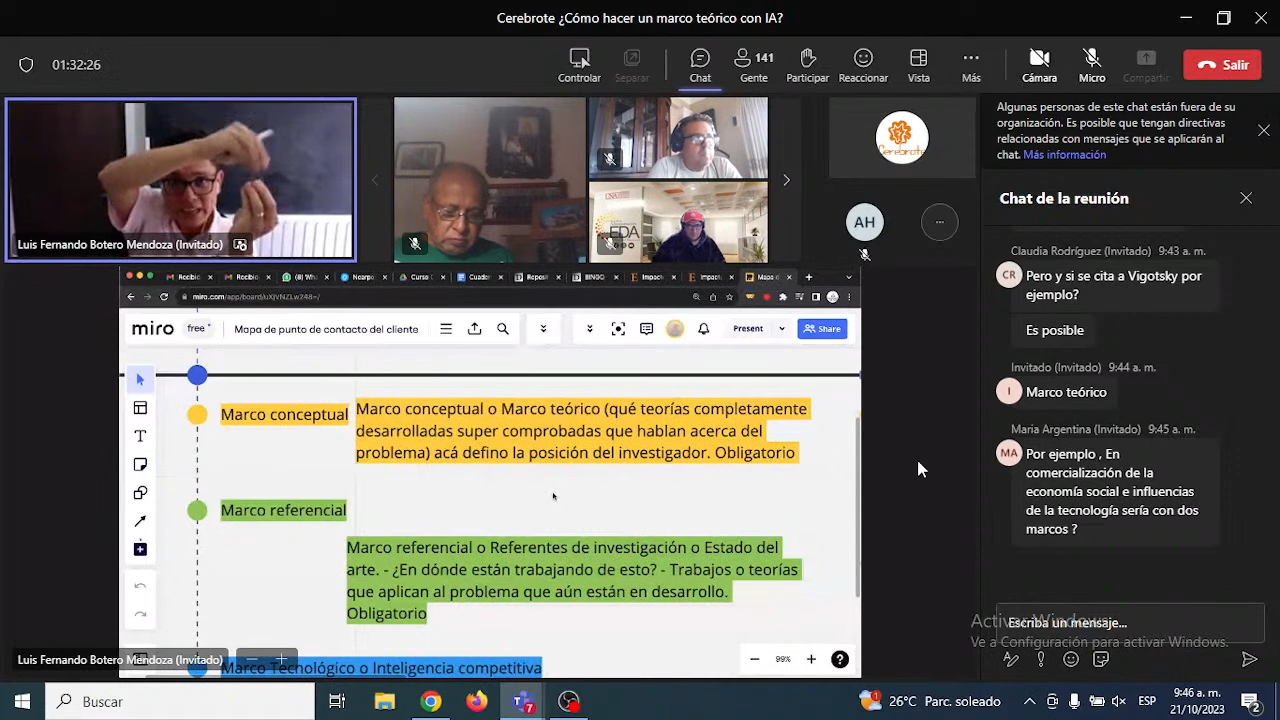 Cerebrote ¿Cómo hacer un marco teórico con IA?
01:32:26
Controlar
Separar
Chat
141
Gente
Participar
Reaccionar
Vista
Más
Cámara
Micro
Compartir
Salir
Luis Fernando Botero Mendoza (Invitado)
EDA
Cerebrote
AH
Algunas personas de este chat están fuera de su
organización. Es posible que tengan directivas
relacionadas con mensajes que se aplicarán al
chat. Más información
Chat de la reunión
Claudia Rodríguez (Invitado) 9:43 a. m.
CR
Pero y si se cita a Vigotsky por
ejemplo?
Es posible
Invitado (Invitado) 9:44 a. m.
I
Marco teórico
Maria Argentina (Invitado) 9:45 a. m.
MA
Por ejemplo , En
comercialización de la
economía social e influencias
de la tecnología sería con dos
marcos ?
Escriba un mensaje...
Activar Windows
Ve a Configuración para activar Windows.
miro
free
Mapa de punto de contacto del cliente
Present
Share
Marco conceptual
Marco conceptual o Marco teórico (qué teorías completamente
desarrolladas super comprobadas que hablan acerca del
problema) acá defino la posición del investigador. Obligatorio
Marco referencial
Marco referencial o Referentes de investigación o Estado del
arte. - ¿En dónde están trabajando de esto? - Trabajos o teorías
que aplican al problema que aún están en desarrollo.
Obligatorio
Marco Tecnológico o Inteligencia competitiva
Luis Fernando Botero Mendoza (Invitado)
99%
Buscar
7
1
26°C Parc. soleado
ESP
9:46 a. m.
21/10/2023
2